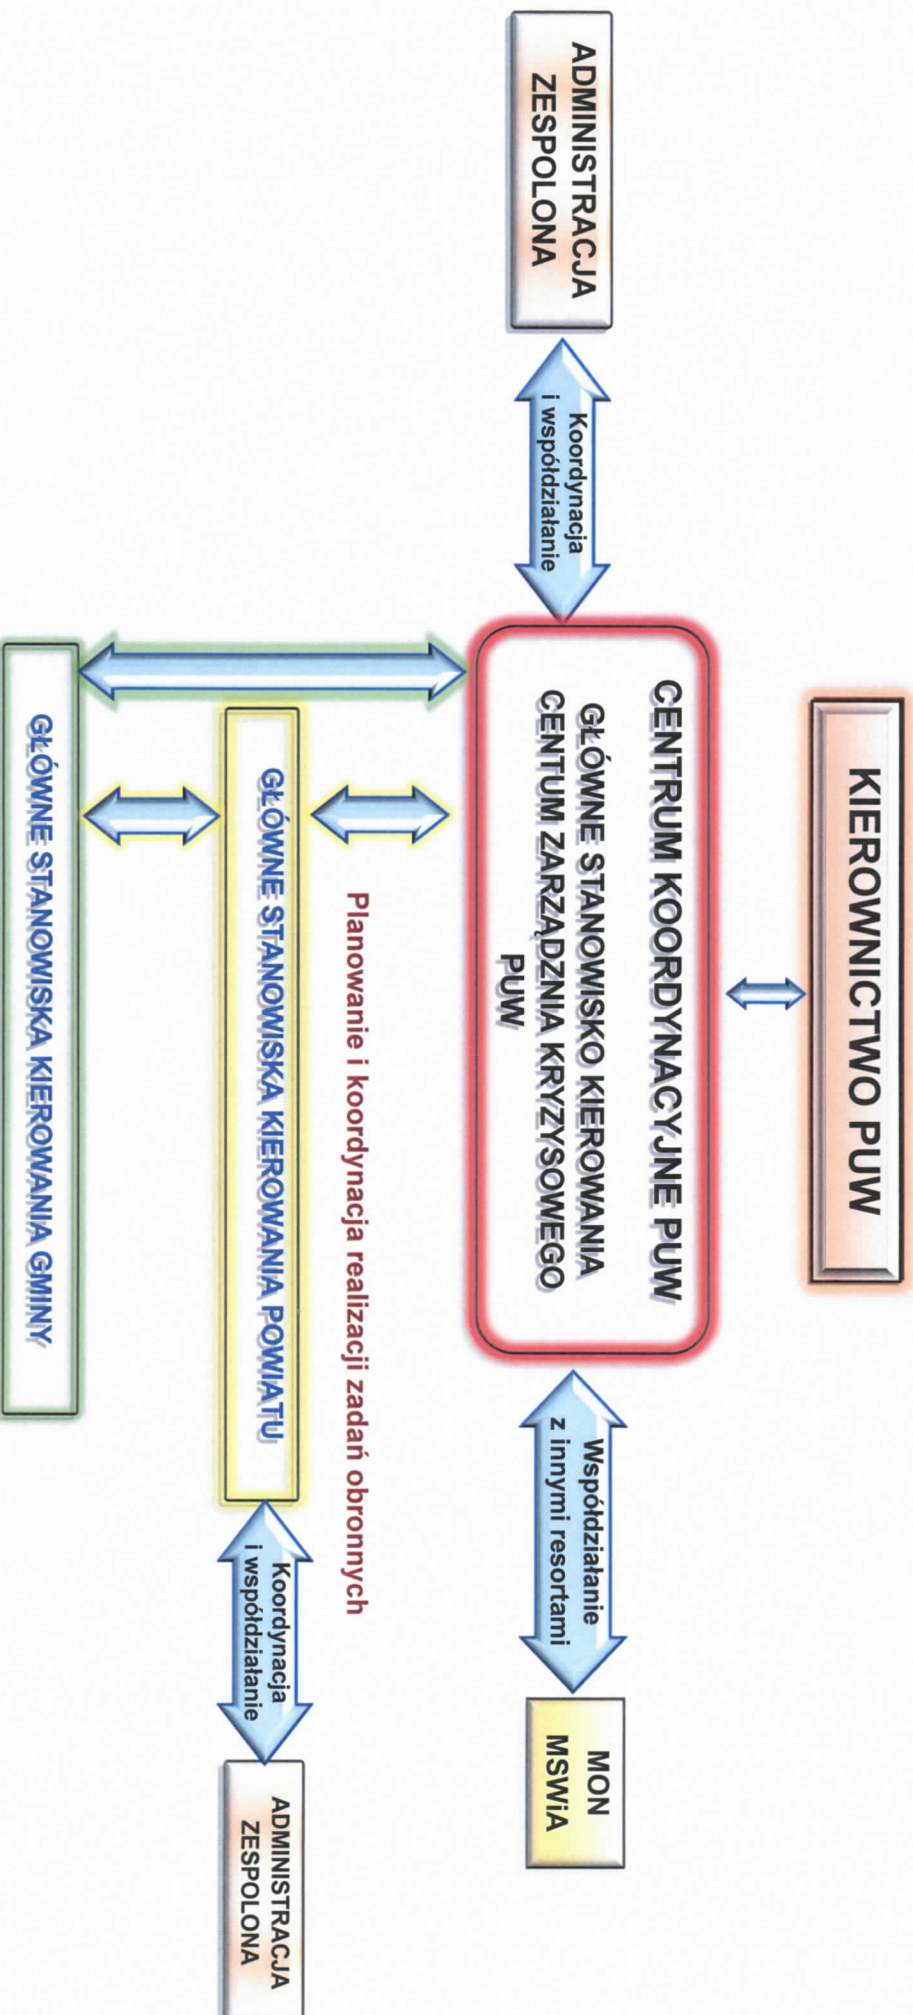 KIEROWNICTWO PUW
ADMINISTRACJA
ZESPOLONA
Koordynacja
i współdziałanie
CENTRUM KOORDYNACYJNE PUW
GŁÓWNE STANOWISKO KIEROWANIA
CENTUM ZARZĄDZNIA KRYZYSOWEGO
PUW
Współdziałanie
z innymi resortami
MON
MSWiA
Planowanie i koordynacja realizacji zadań obronnych
GŁÓWNE STANOWISKA KIEROWANIA POWIATU
Koordynacja
i współdziałanie
ADMINISTRACJA
ZESPOLONA
GŁÓWNE STANOWISKA KIEROWANIA GMINY